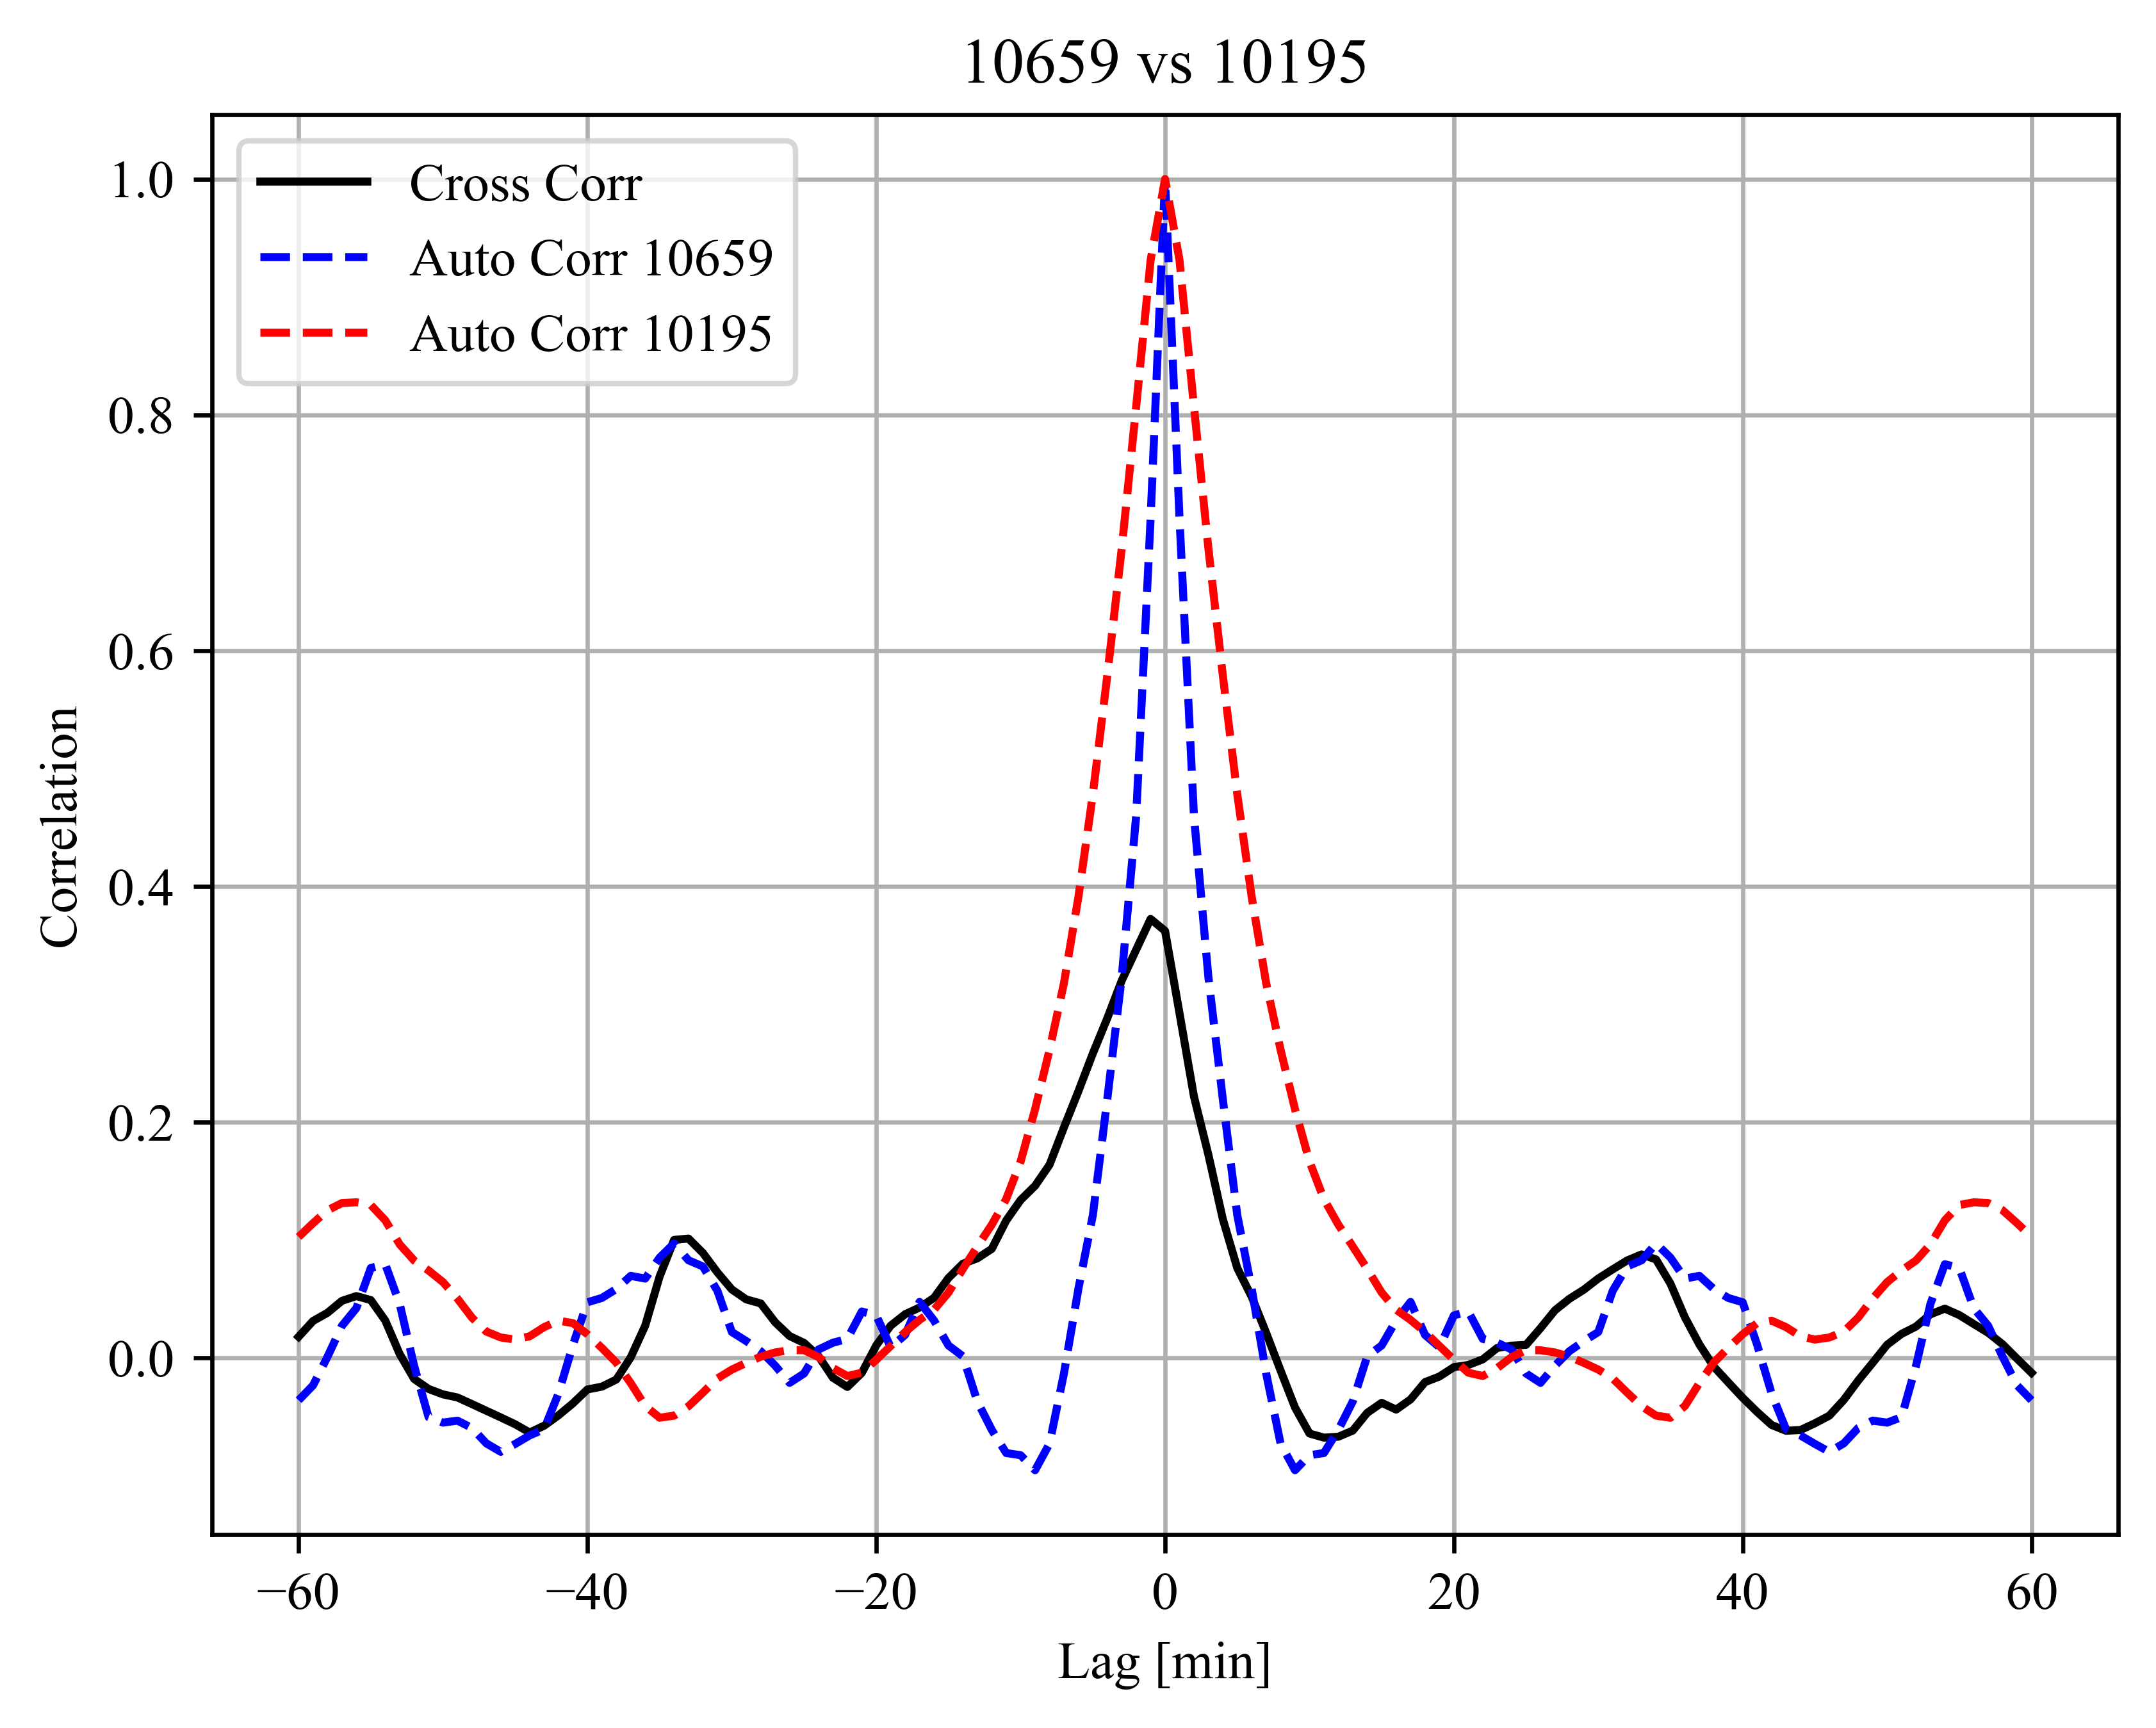 10659 vs 10195
Cross Corr
Auto Corr 10659
Auto Corr 10195
1.0
0.8
0.6
0.4
0.2
0.0
Correlation
−60 −40 −20 0 20 40 60
Lag [min]